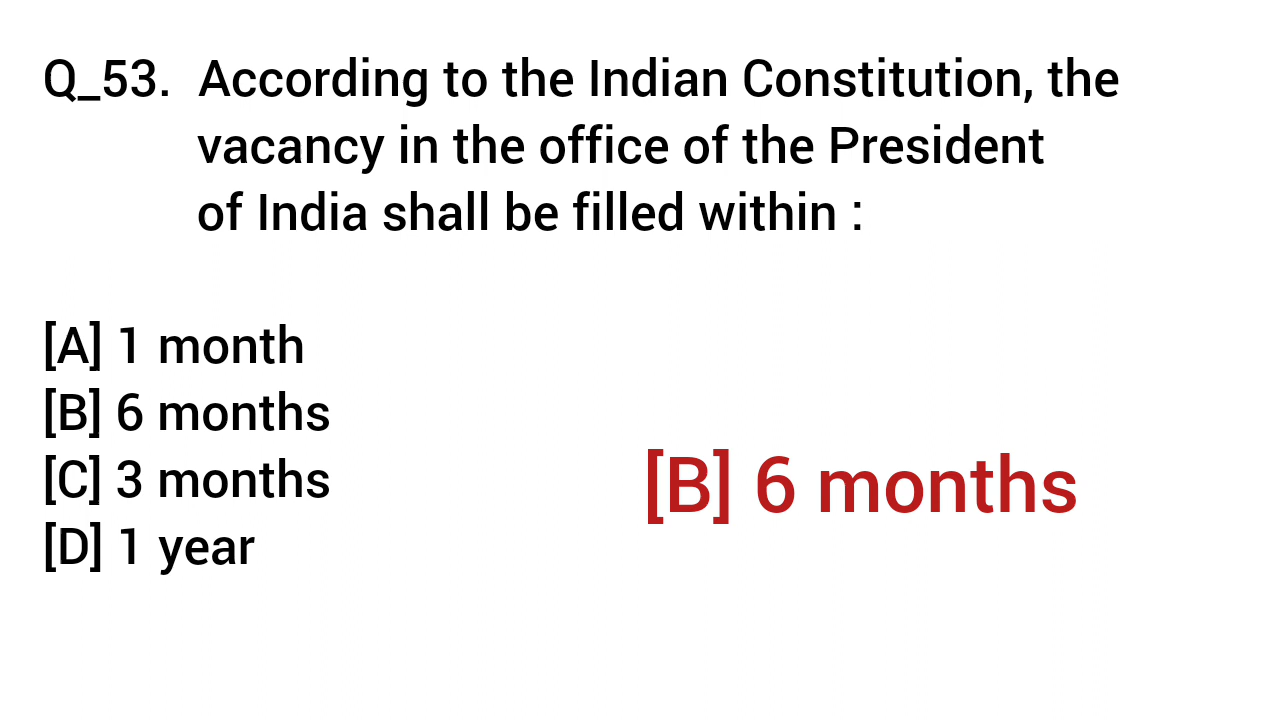 Q_53. According to the Indian Constitution, the
vacancy in the office of the President
of India shall be filled within :
[A] 1 month
[B] 6 months
[C] 3 months
[D] 1 year
[B] 6 months